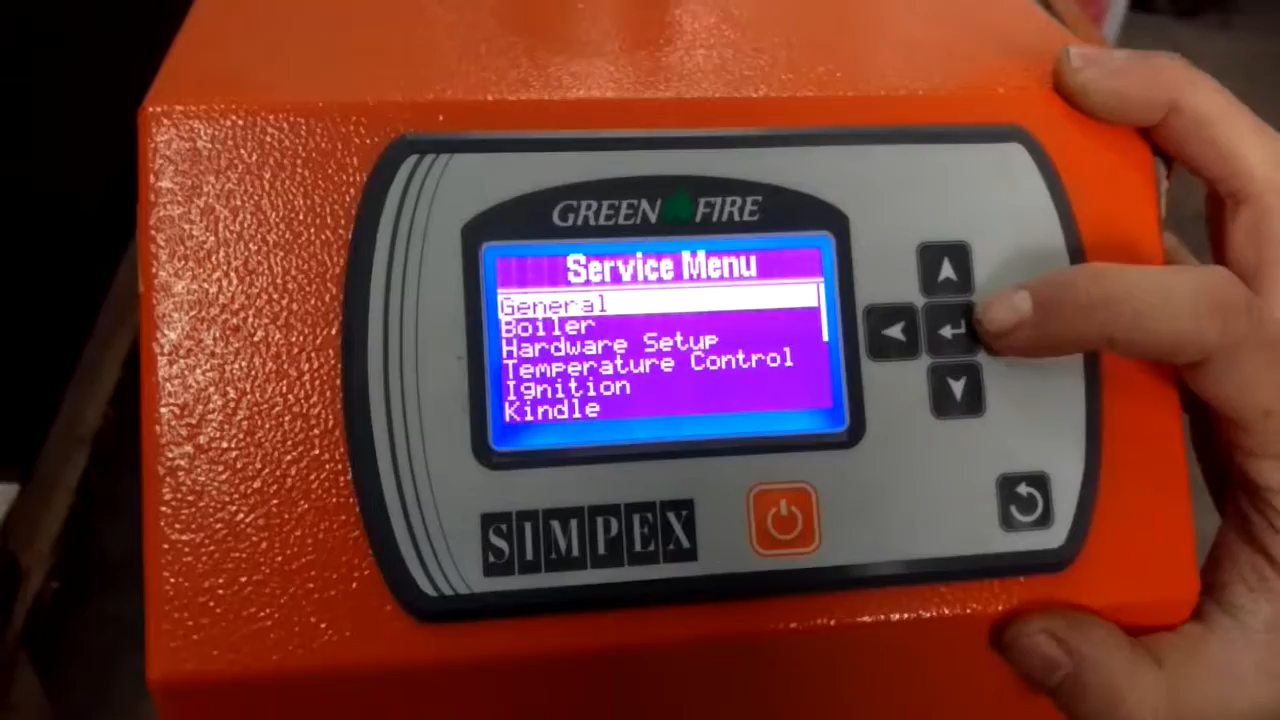 GREEN FIRE
Service Menu
General
Boiler
Hardware Setup
Temperature Control
Ignition
Kindle
SIMPEX